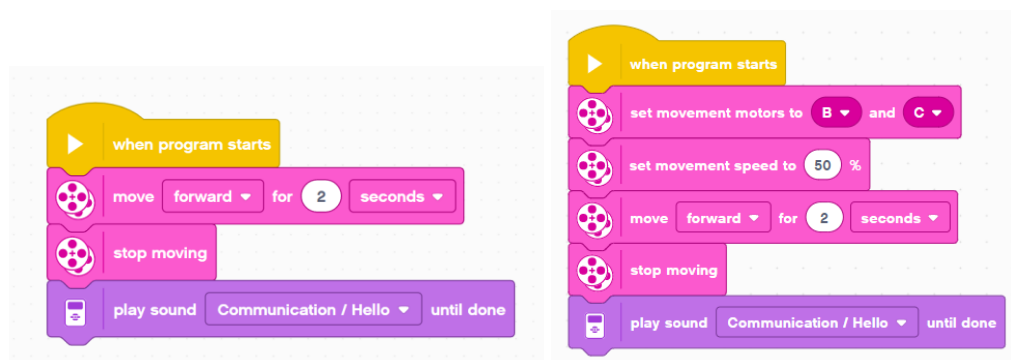 when program starts
move forward for 2 seconds
stop moving
play sound Communication / Hello until done
when program starts
set movement motors to B and C
set movement speed to 50 %
move forward for 2 seconds
stop moving
play sound Communication / Hello until done